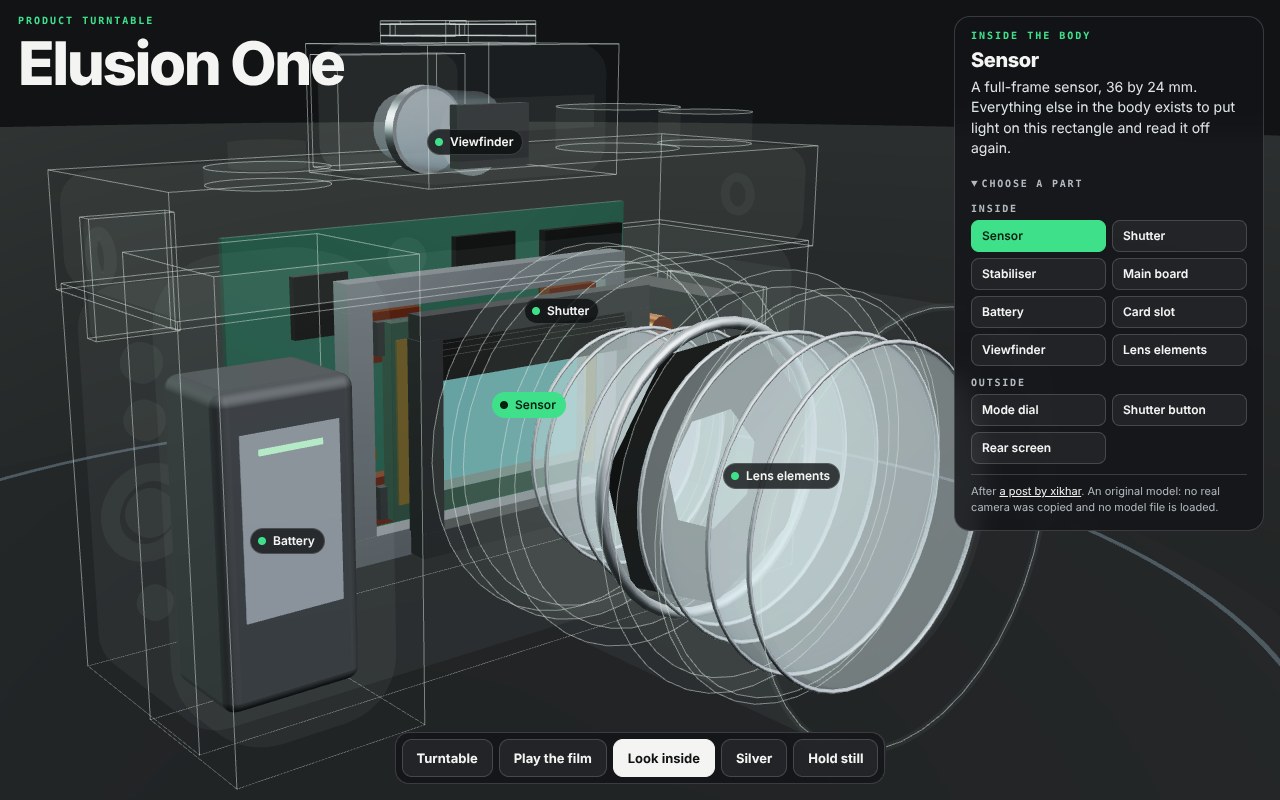 PRODUCT TURNTABLE
Elusion One
INSIDE THE BODY
Sensor
A full-frame sensor, 36 by 24 mm.
Everything else in the body exists to put
light on this rectangle and read it off
again.
▼ CHOOSE A PART
INSIDE
Sensor
Shutter
Stabiliser
Main board
Battery
Card slot
Viewfinder
Lens elements
OUTSIDE
Mode dial
Shutter button
Rear screen
After a post by xikhar. An original model: no real
camera was copied and no model file is loaded.
Viewfinder
Shutter
Sensor
Lens elements
Battery
Turntable
Play the film
Look inside
Silver
Hold still